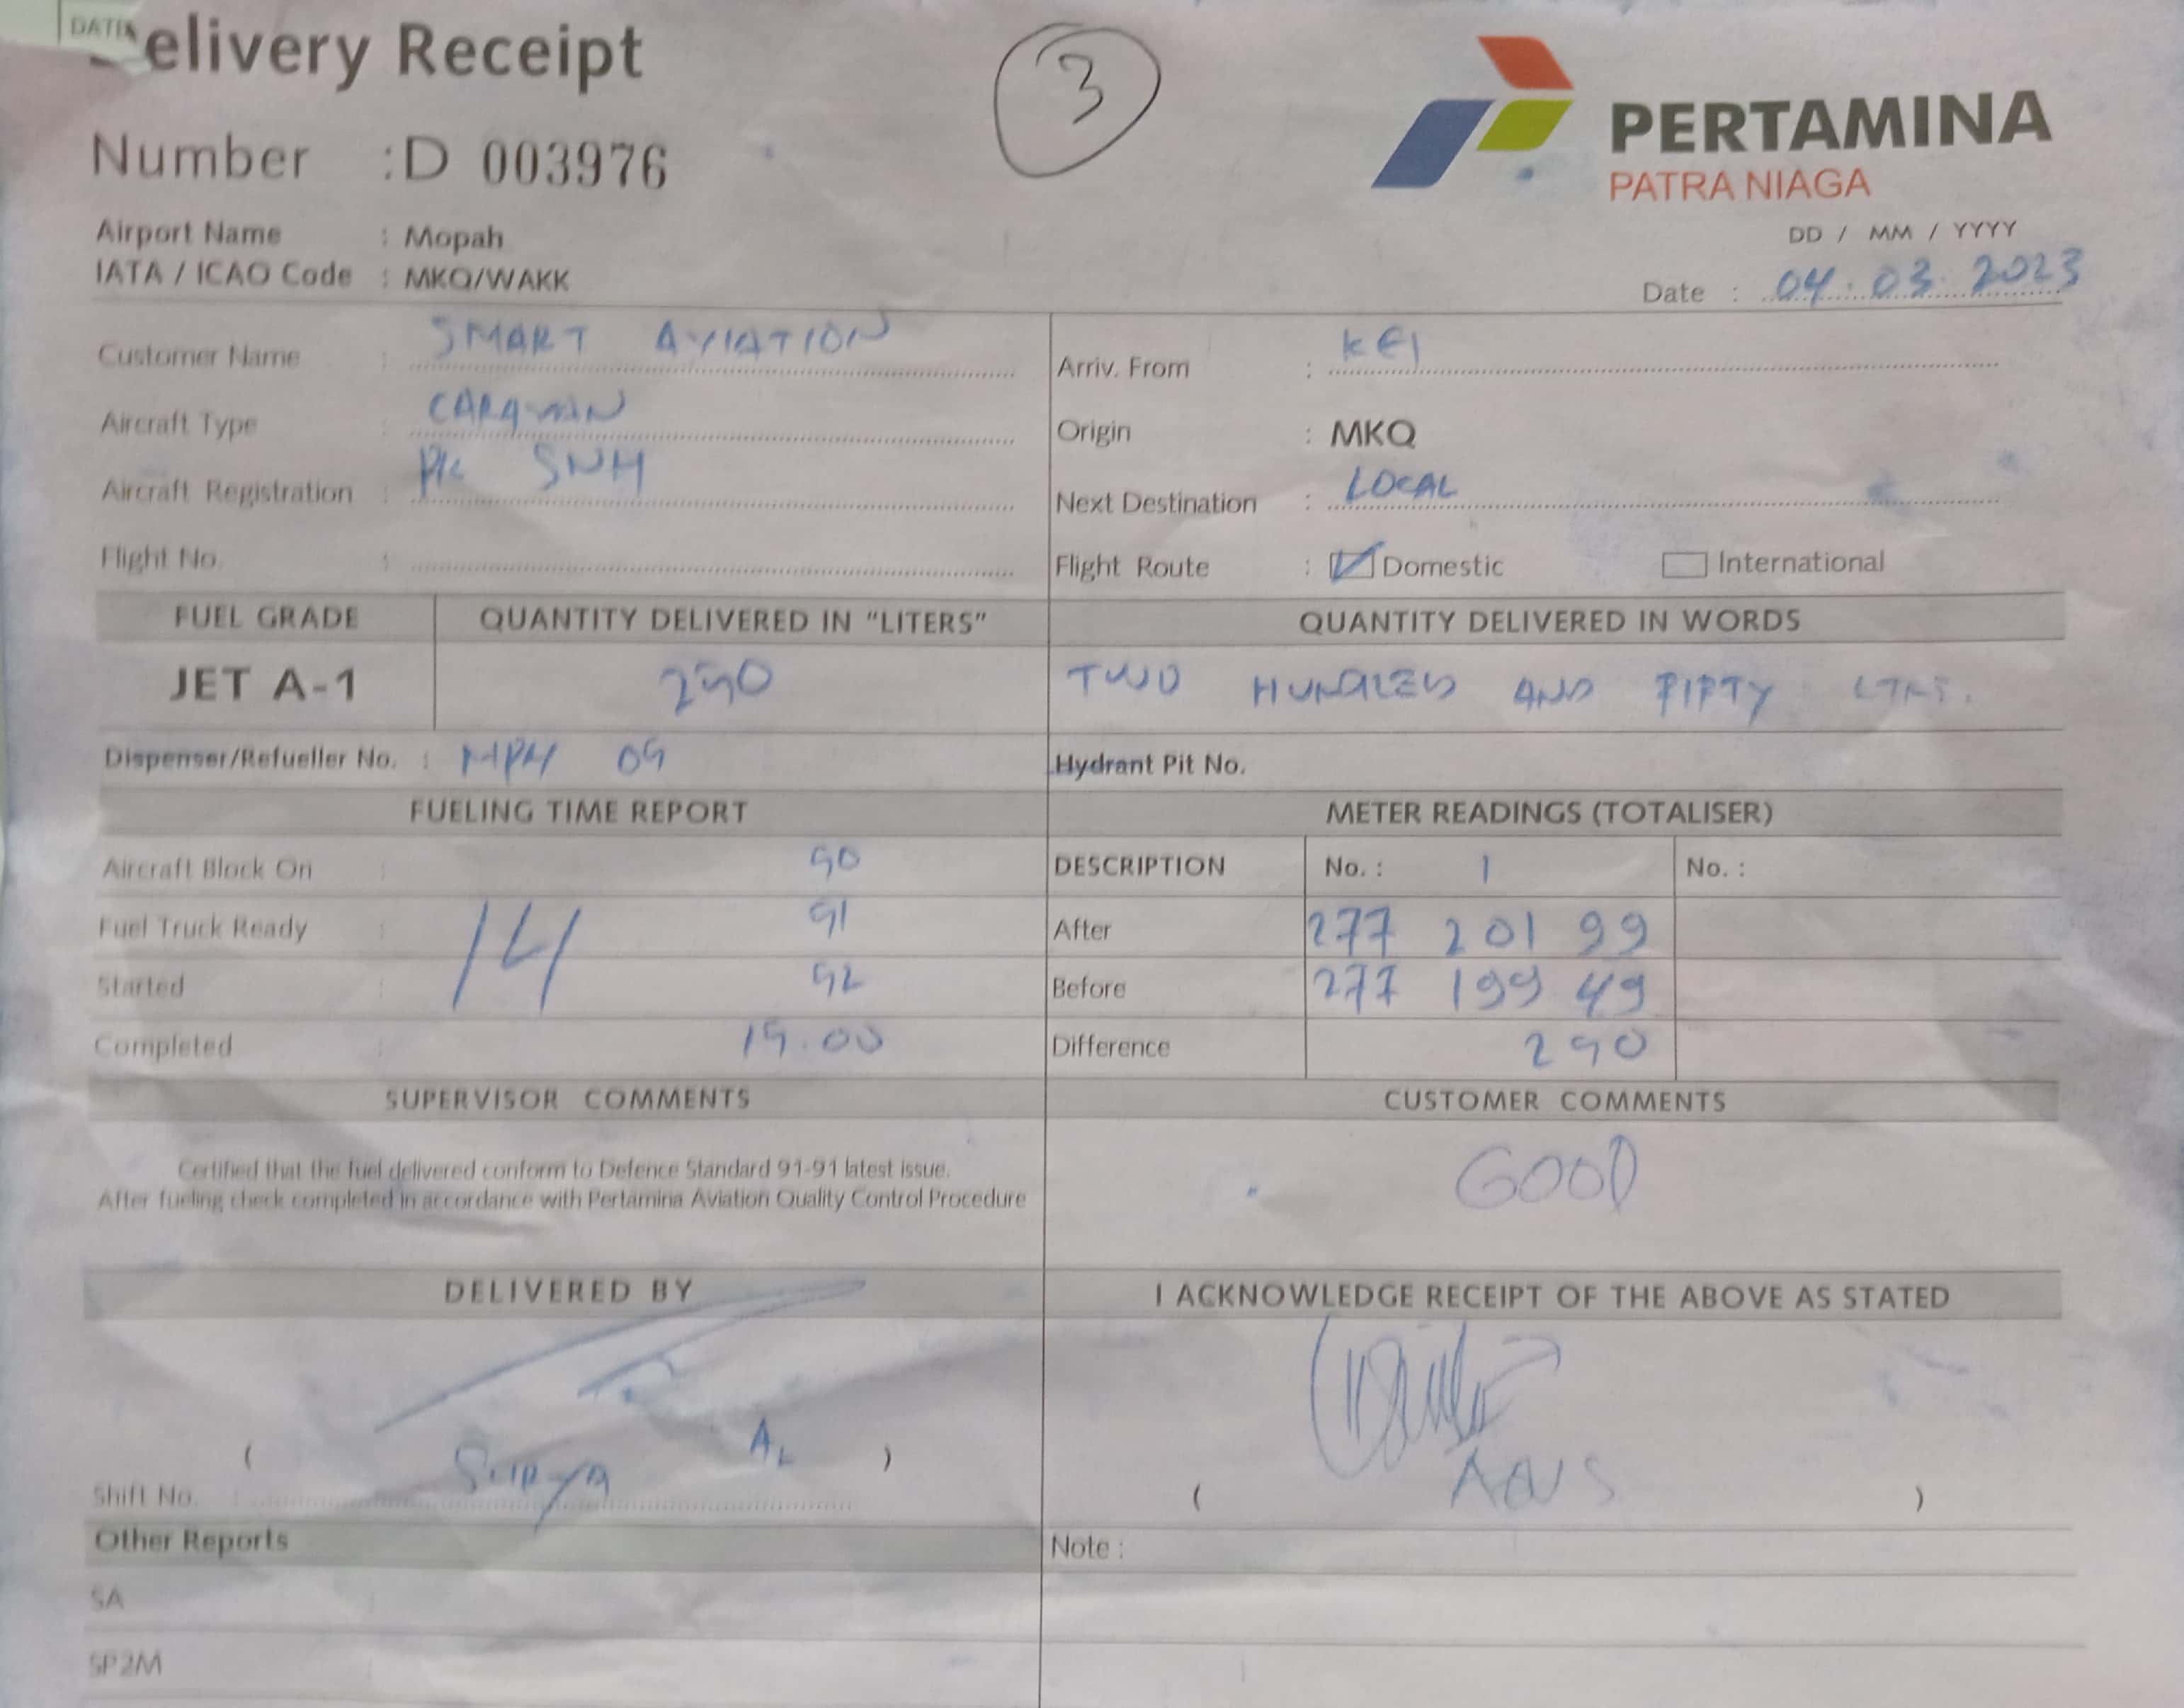 DATE
elivery Receipt
3
Number : D 003976
PERTAMINA
PATRA NIAGA
Airport Name : Mopah
IATA / ICAO Code : MKQ/WAKK
DD / MM / YYYY
Date : 04 . 03 . 2023
Customer Name : SMART AVIATION
Arriv. From : KEI
Aircraft Type : CARAVAN
Origin : MKQ
Aircraft Registration : PK SNH
Next Destination : LOCAL
Flight No. :
Flight Route : Domestic International
FUEL GRADE QUANTITY DELIVERED IN "LITERS" QUANTITY DELIVERED IN WORDS
JET A-1 250 TWO HUNDRED AND FIFTY LTRS.
Dispenser/Refueller No. : MPH 05 Hydrant Pit No.
FUELING TIME REPORT METER READINGS (TOTALISER)
Aircraft Block On : 50 DESCRIPTION No. : 1 No. :
Fuel Truck Ready : 14 51 After 277 201 99
Started : 52 Before 277 199 49
Completed : 15.00 Difference 250
SUPERVISOR COMMENTS CUSTOMER COMMENTS
Certified that the fuel delivered conform to Defence Standard 91-91 latest issue.
After fueling check completed in accordance with Pertamina Aviation Quality Control Procedure
GOOD
DELIVERED BY I ACKNOWLEDGE RECEIPT OF THE ABOVE AS STATED
( Surya A. )
Shift No. :
( )
Other Reports Note :
SA
SP2M